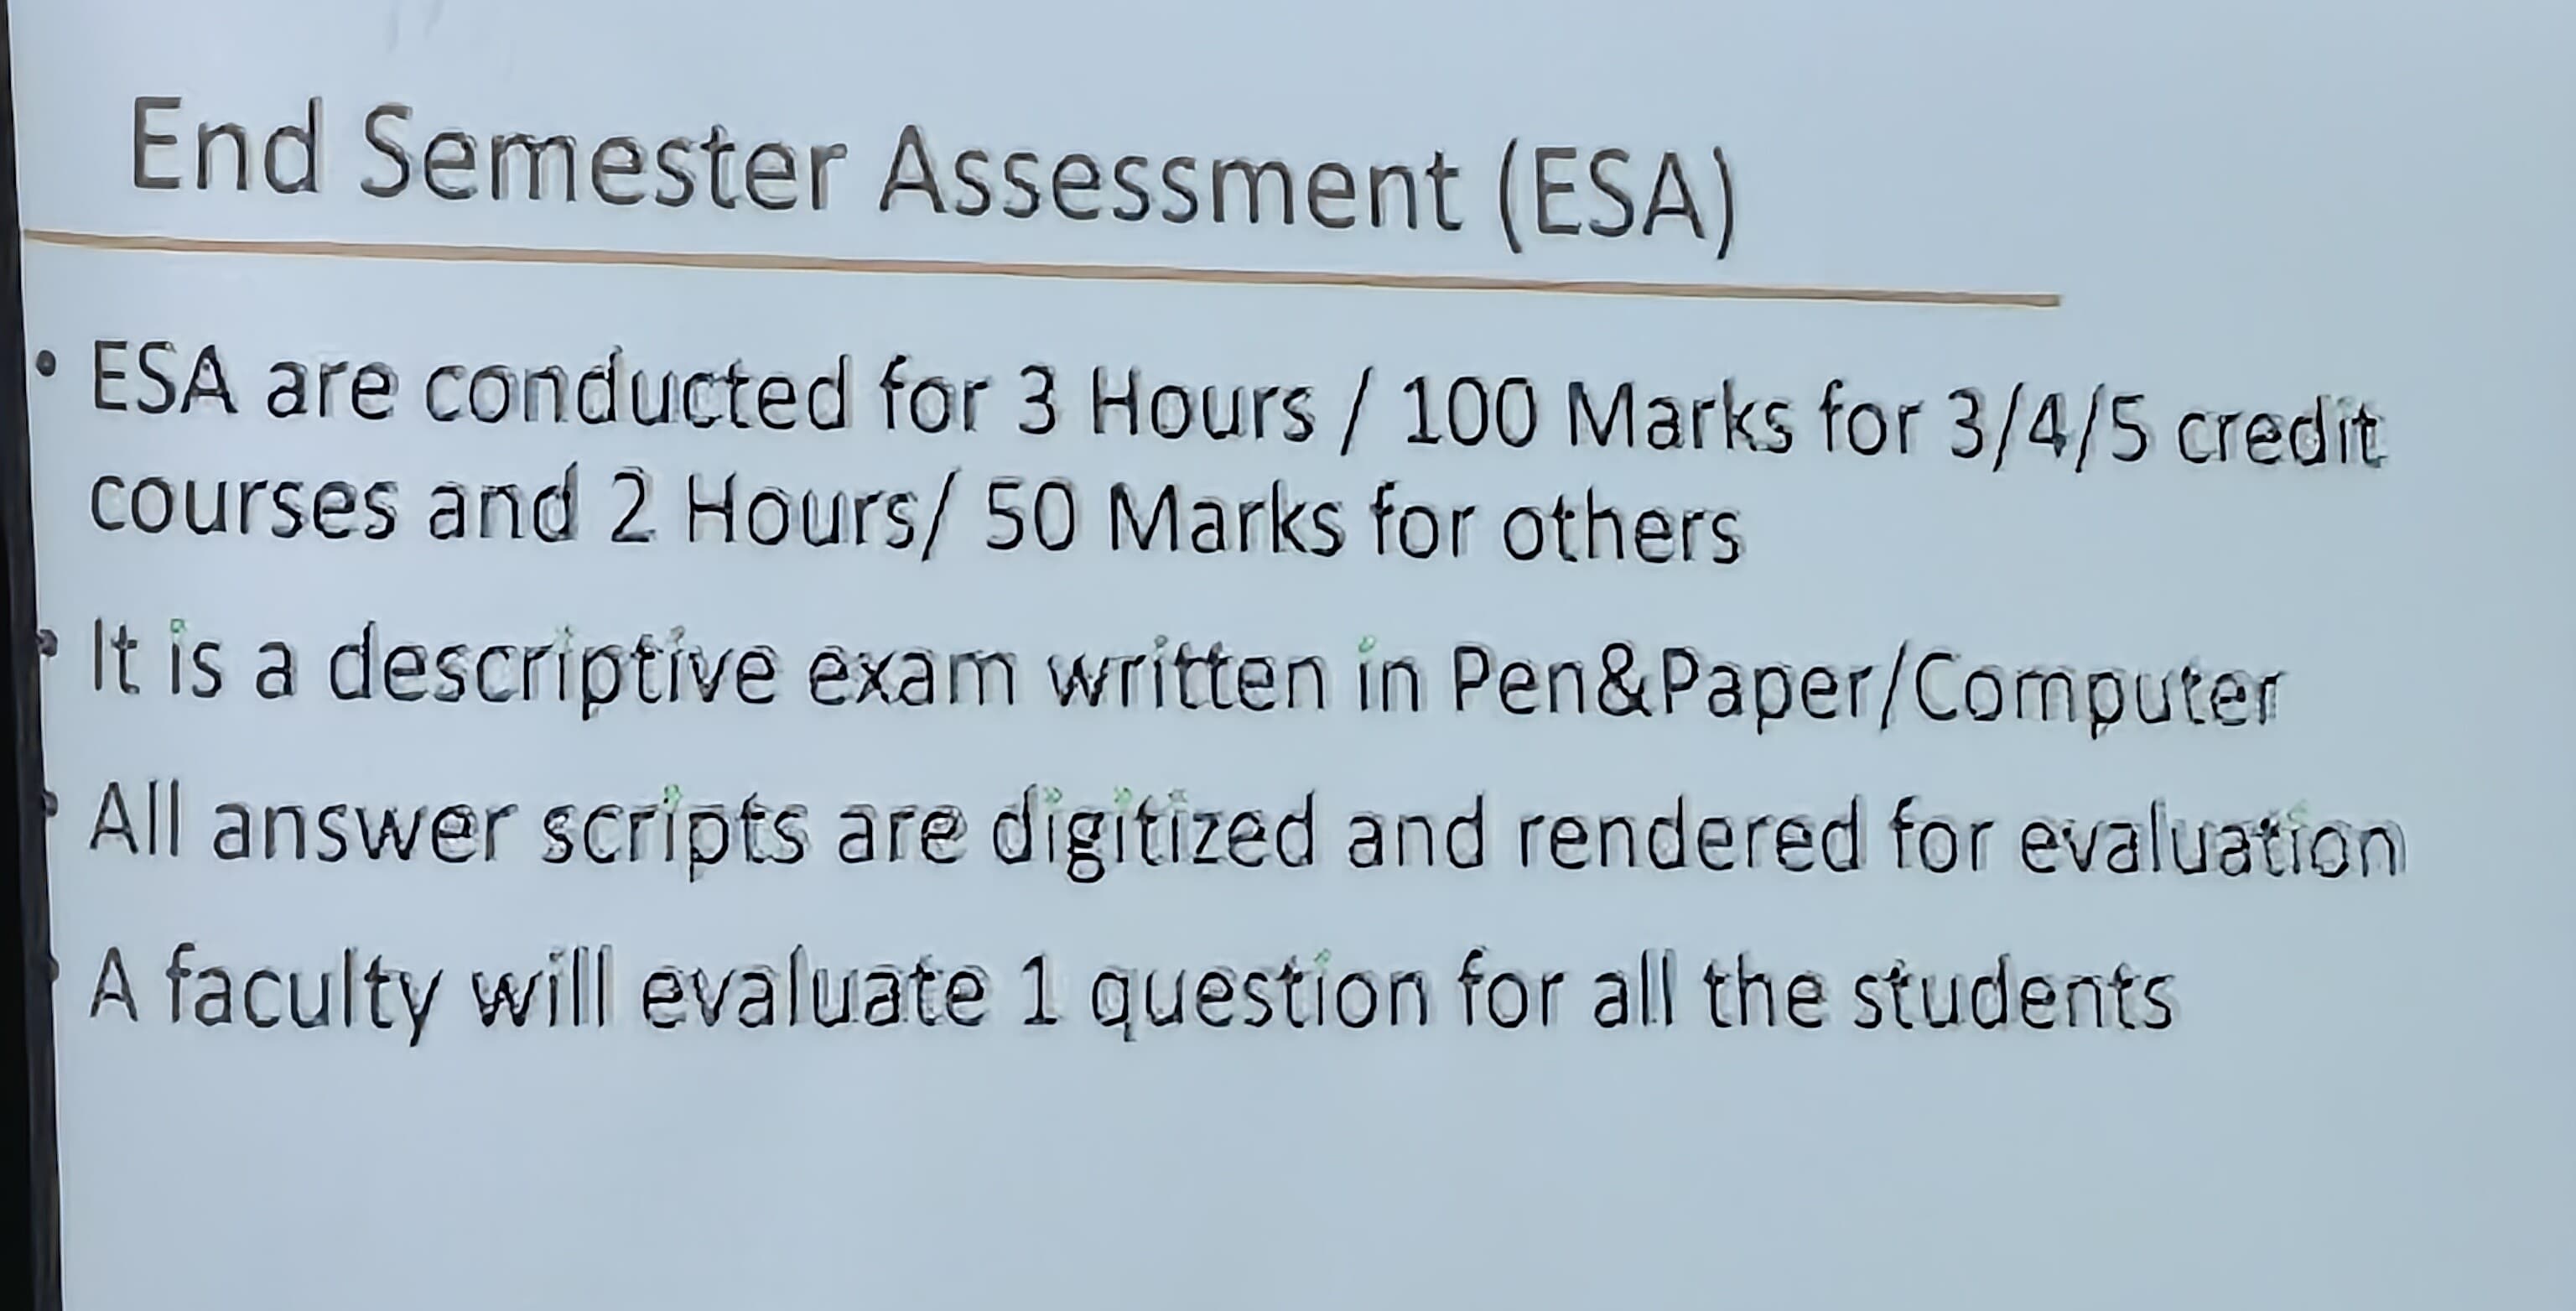 End Semester Assessment (ESA)
• ESA are conducted for 3 Hours / 100 Marks for 3/4/5 credit
courses and 2 Hours/ 50 Marks for others
• It is a descriptive exam written in Pen&Paper/Computer
• All answer scripts are digitized and rendered for evaluation
• A faculty will evaluate 1 question for all the students